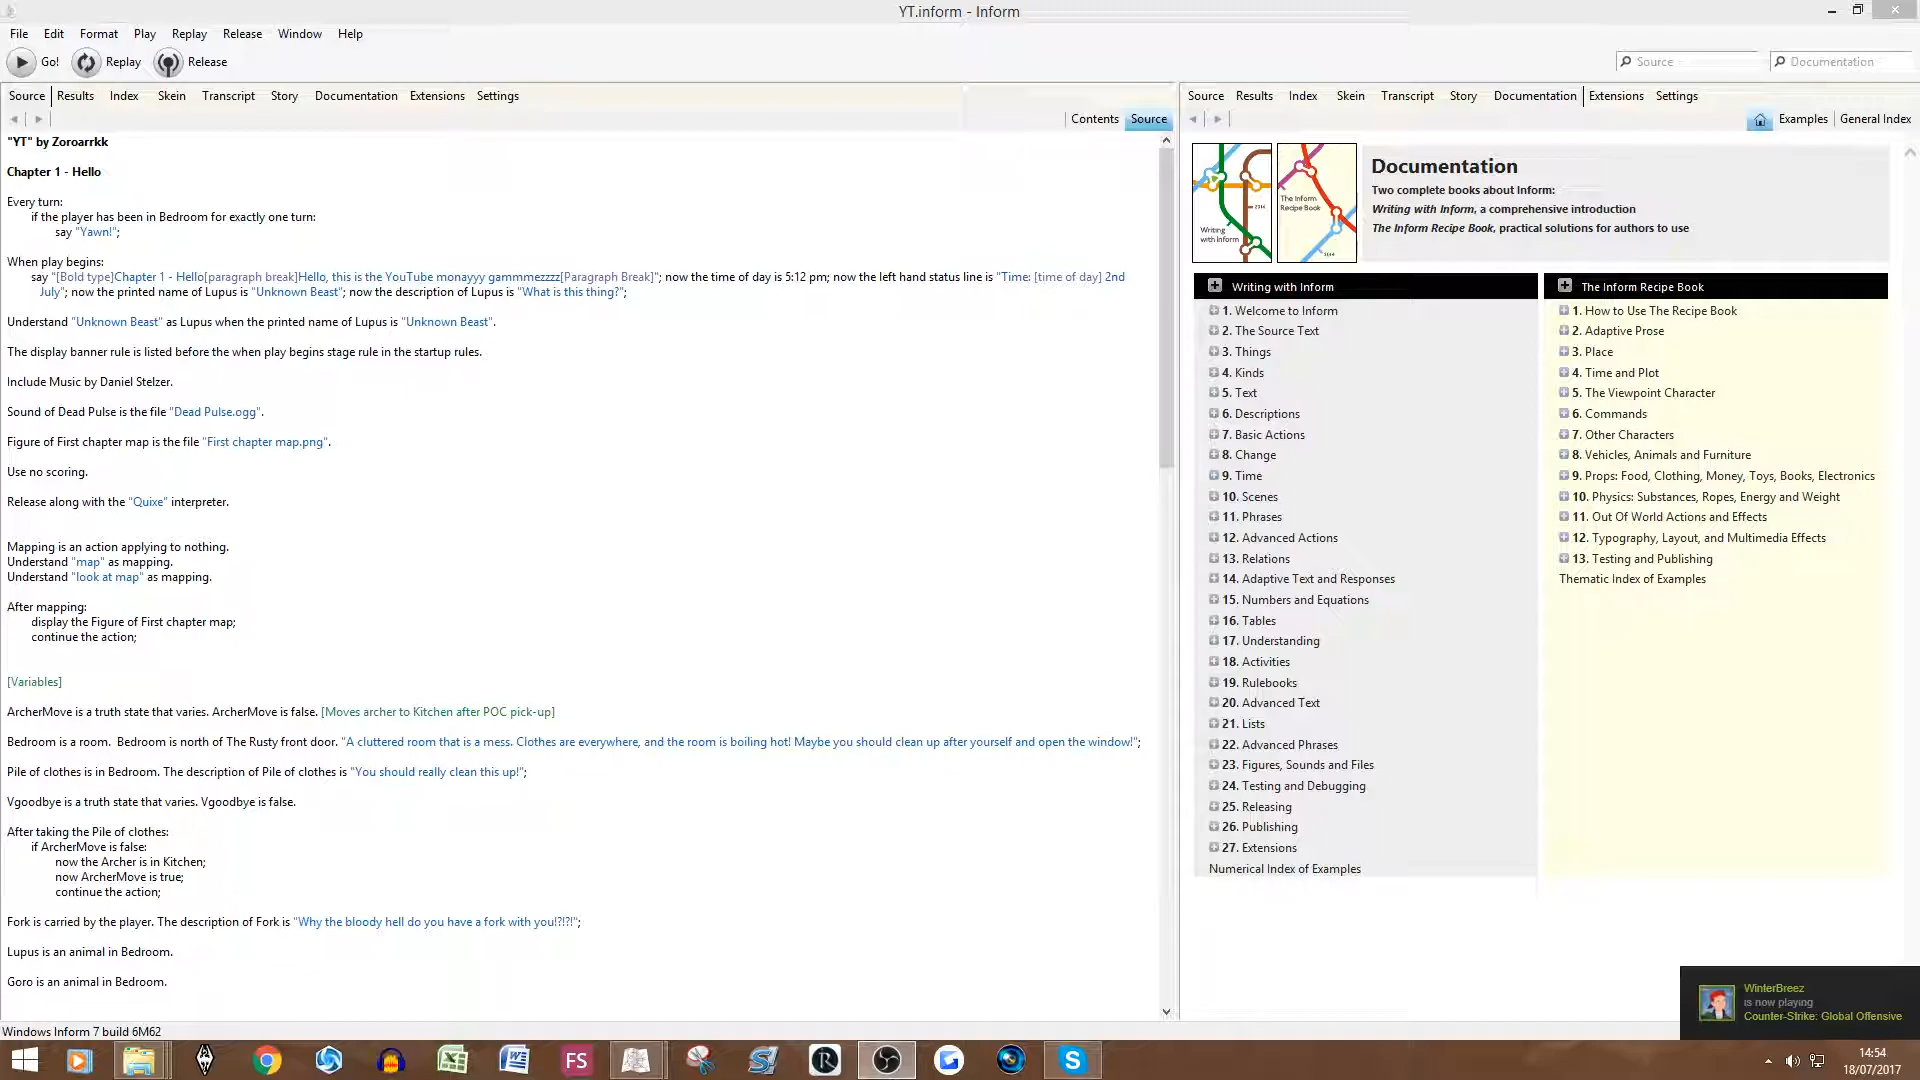 YT.inform - Inform
File Edit Format Play Replay Release Window Help
Go! Replay Release
Source Documentation
Source Results Index Skein Transcript Story Documentation Extensions Settings
Contents Source
"YT" by Zoroarrkk
Chapter 1 - Hello
Every turn:
if the player has been in Bedroom for exactly one turn:
say "Yawn!";
When play begins:
say "[Bold type]Chapter 1 - Hello[paragraph break]Hello, this is the YouTube monayyy gammmezzzz[Paragraph Break]"; now the time of day is 5:12 pm; now the left hand status line is "Time: [time of day] 2nd
July"; now the printed name of Lupus is "Unknown Beast"; now the description of Lupus is "What is this thing?";
Understand "Unknown Beast" as Lupus when the printed name of Lupus is "Unknown Beast".
The display banner rule is listed before the when play begins stage rule in the startup rules.
Include Music by Daniel Stelzer.
Sound of Dead Pulse is the file "Dead Pulse.ogg".
Figure of First chapter map is the file "First chapter map.png".
Use no scoring.
Release along with the "Quixe" interpreter.
Mapping is an action applying to nothing.
Understand "map" as mapping.
Understand "look at map" as mapping.
After mapping:
display the Figure of First chapter map;
continue the action;
[Variables]
ArcherMove is a truth state that varies. ArcherMove is false. [Moves archer to Kitchen after POC pick-up]
Bedroom is a room. Bedroom is north of The Rusty front door. "A cluttered room that is a mess. Clothes are everywhere, and the room is boiling hot! Maybe you should clean up after yourself and open the window!";
Pile of clothes is in Bedroom. The description of Pile of clothes is "You should really clean this up!";
Vgoodbye is a truth state that varies. Vgoodbye is false.
After taking the Pile of clothes:
if ArcherMove is false:
now the Archer is in Kitchen;
now ArcherMove is true;
continue the action;
Fork is carried by the player. The description of Fork is "Why the bloody hell do you have a fork with you!?!?!";
Lupus is an animal in Bedroom.
Goro is an animal in Bedroom.
Windows Inform 7 build 6M62
Source Results Index Skein Transcript Story Documentation Extensions Settings
Examples General Index
Writing
with Inform
The Inform
Recipe Book
Documentation
Two complete books about Inform:
Writing with Inform, a comprehensive introduction
The Inform Recipe Book, practical solutions for authors to use
Writing with Inform
1. Welcome to Inform
2. The Source Text
3. Things
4. Kinds
5. Text
6. Descriptions
7. Basic Actions
8. Change
9. Time
10. Scenes
11. Phrases
12. Advanced Actions
13. Relations
14. Adaptive Text and Responses
15. Numbers and Equations
16. Tables
17. Understanding
18. Activities
19. Rulebooks
20. Advanced Text
21. Lists
22. Advanced Phrases
23. Figures, Sounds and Files
24. Testing and Debugging
25. Releasing
26. Publishing
27. Extensions
Numerical Index of Examples
The Inform Recipe Book
1. How to Use The Recipe Book
2. Adaptive Prose
3. Place
4. Time and Plot
5. The Viewpoint Character
6. Commands
7. Other Characters
8. Vehicles, Animals and Furniture
9. Props: Food, Clothing, Money, Toys, Books, Electronics
10. Physics: Substances, Ropes, Energy and Weight
11. Out Of World Actions and Effects
12. Typography, Layout, and Multimedia Effects
13. Testing and Publishing
Thematic Index of Examples
WinterBreez
is now playing
Counter-Strike: Global Offensive
FS
14:54
18/07/2017